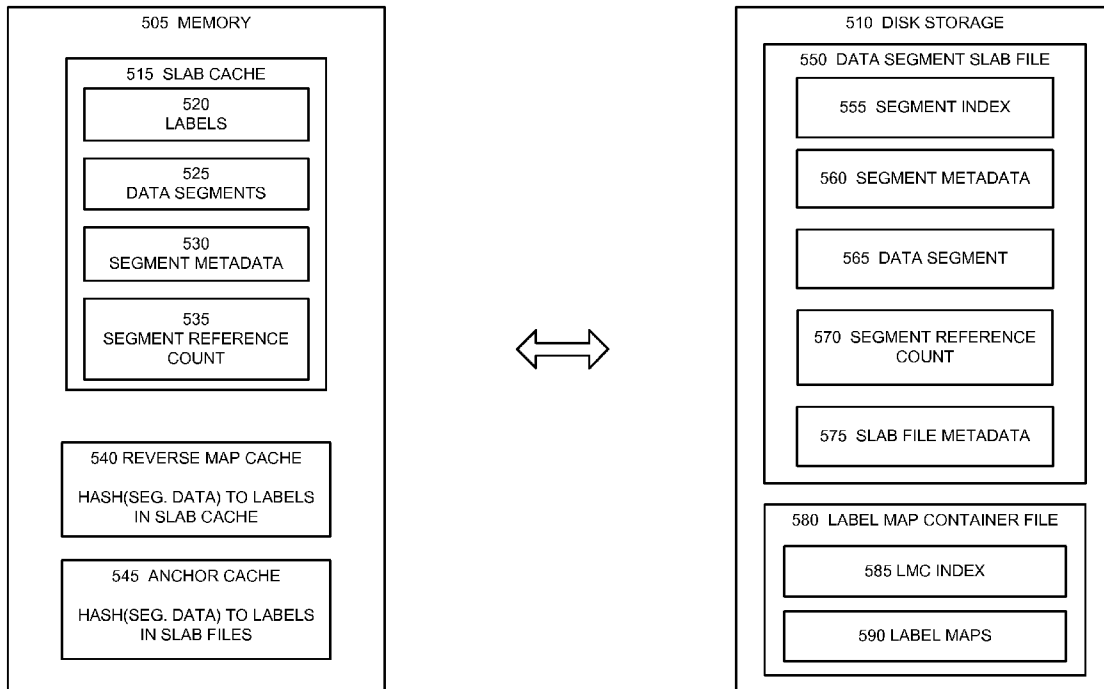 505 MEMORY
515 SLAB CACHE
520
LABELS
525
DATA SEGMENTS
530
SEGMENT METADATA
535
SEGMENT REFERENCE
COUNT
540 REVERSE MAP CACHE
HASH(SEG. DATA) TO LABELS
IN SLAB CACHE
545 ANCHOR CACHE
HASH(SEG. DATA) TO LABELS
IN SLAB FILES
510 DISK STORAGE
550 DATA SEGMENT SLAB FILE
555 SEGMENT INDEX
560 SEGMENT METADATA
565 DATA SEGMENT
570 SEGMENT REFERENCE
COUNT
575 SLAB FILE METADATA
580 LABEL MAP CONTAINER FILE
585 LMC INDEX
590 LABEL MAPS